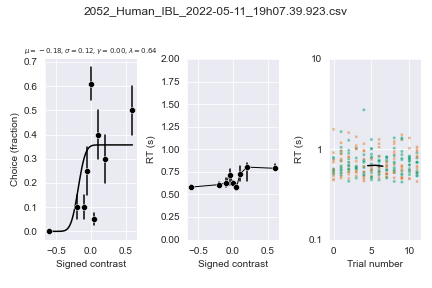 2052_Human_IBL_2022-05-11_19h07.39.923.csv
μ = −0.18, σ = 0.12, γ = 0.00, λ = 0.64
Choice (fraction)
0.7
0.6
0.5
0.4
0.3
0.2
0.1
0.0
−0.5 0.0 0.5
Signed contrast
RT (s)
2.00
1.75
1.50
1.25
1.00
0.75
0.50
0.25
0.00
−0.5 0.0 0.5
Signed contrast
RT (s)
10
1
0.1
0 5 10
Trial number